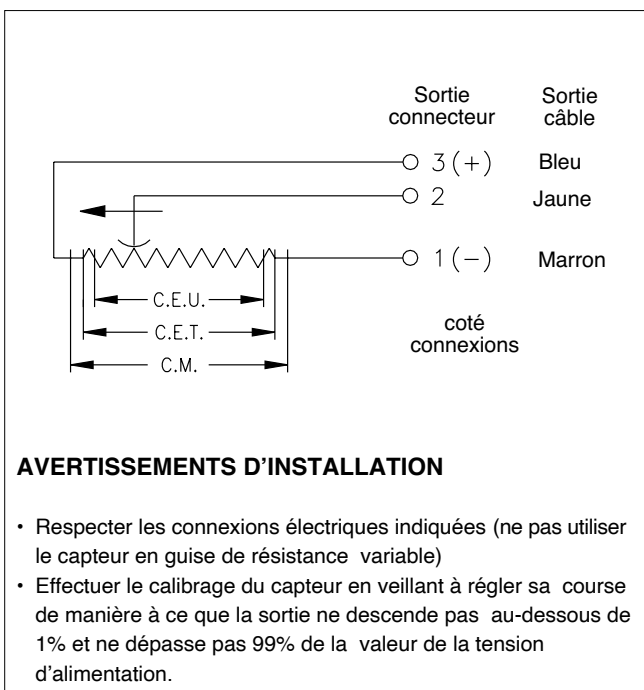 Sortie connecteur
Sortie câble
3 (+) Bleu
2 Jaune
1 (−) Marron
C.E.U.
C.E.T.
C.M.
coté connexions
AVERTISSEMENTS D'INSTALLATION
• Respecter les connexions électriques indiquées (ne pas utiliser
le capteur en guise de résistance variable)
• Effectuer le calibrage du capteur en veillant à régler sa course
de manière à ce que la sortie ne descende pas au-dessous de
1% et ne dépasse pas 99% de la valeur de la tension
d'alimentation.